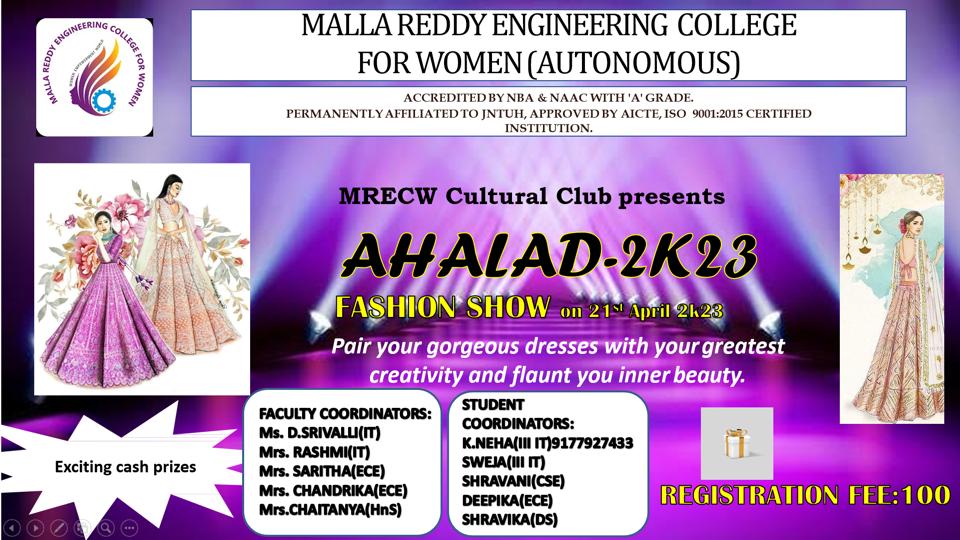 MALLA REDDY ENGINEERING COLLEGE FOR WOMEN
MALLA REDDY ENGINEERING COLLEGE
FOR WOMEN (AUTONOMOUS)
ACCREDITED BY NBA & NAAC WITH 'A' GRADE.
PERMANENTLY AFFILIATED TO JNTUH, APPROVED BY AICTE, ISO 9001:2015 CERTIFIED
INSTITUTION.
MRECW Cultural Club presents
AHALAD-2K23
FASHION SHOW on 21st April 2k23
Pair your gorgeous dresses with your greatest
creativity and flaunt you inner beauty.
FACULTY COORDINATORS:
Ms. D.SRIVALLI(IT)
Mrs. RASHMI(IT)
Mrs. SARITHA(ECE)
Mrs. CHANDRIKA(ECE)
Mrs.CHAITANYA(HnS)
STUDENT
COORDINATORS:
K.NEHA(III IT)9177927433
SWEJA(III IT)
SHRAVANI(CSE)
DEEPIKA(ECE)
SHRAVIKA(DS)
Exciting cash prizes
REGISTRATION FEE:100